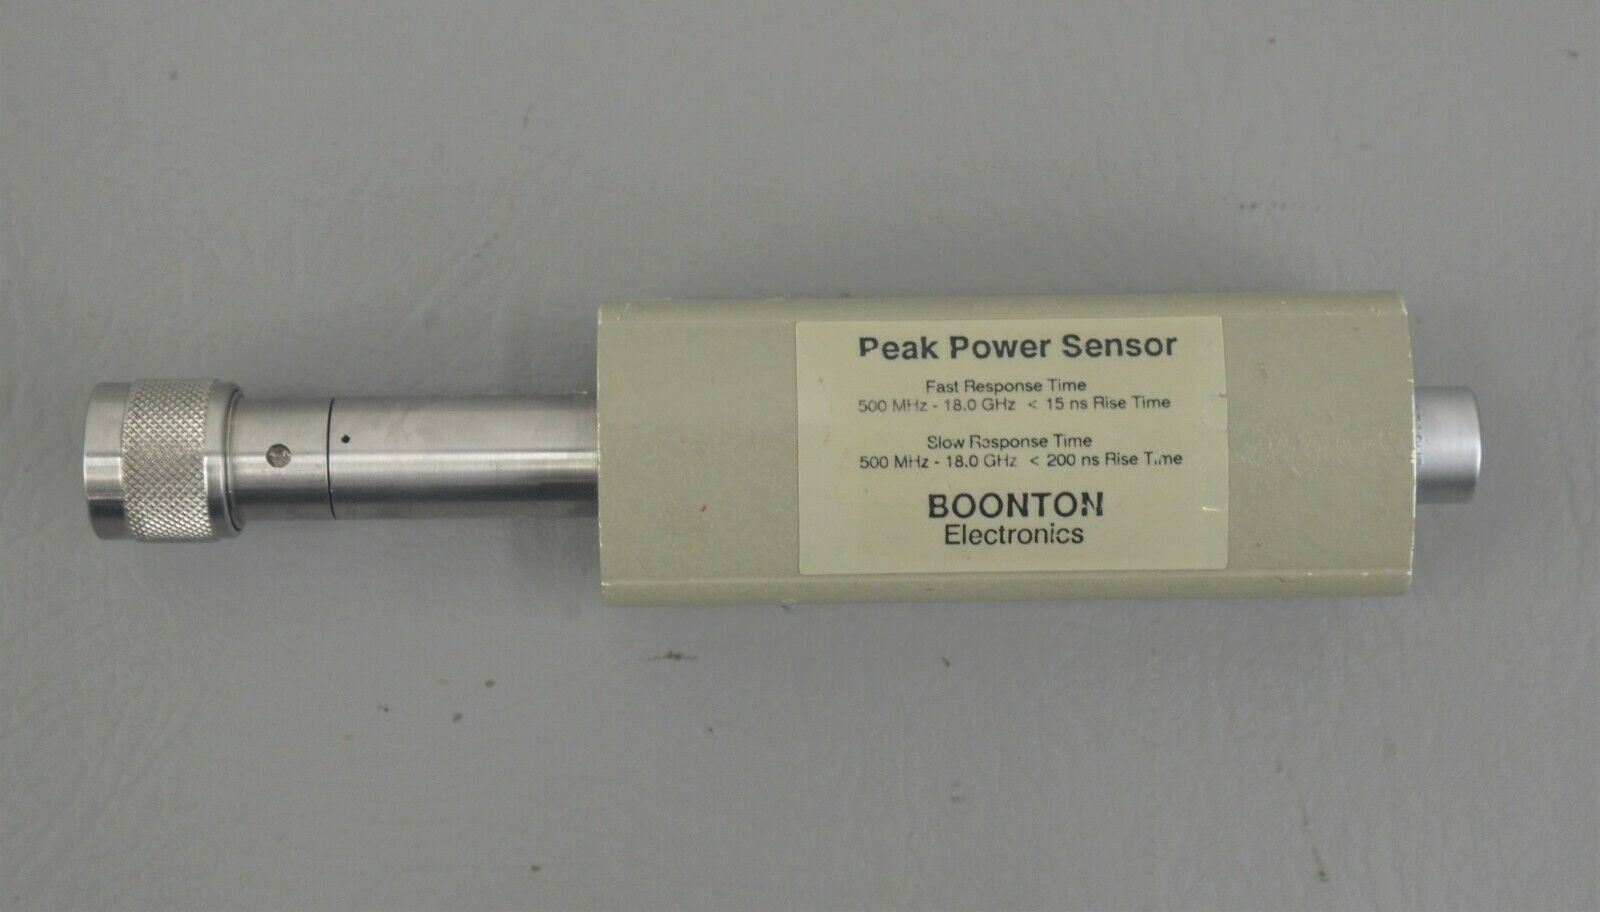 Peak Power Sensor
Fast Response Time
500 MHz - 18.0 GHz < 15 ns Rise Time
Slow Response Time
500 MHz - 18.0 GHz < 200 ns Rise Time
BOONTON
Electronics